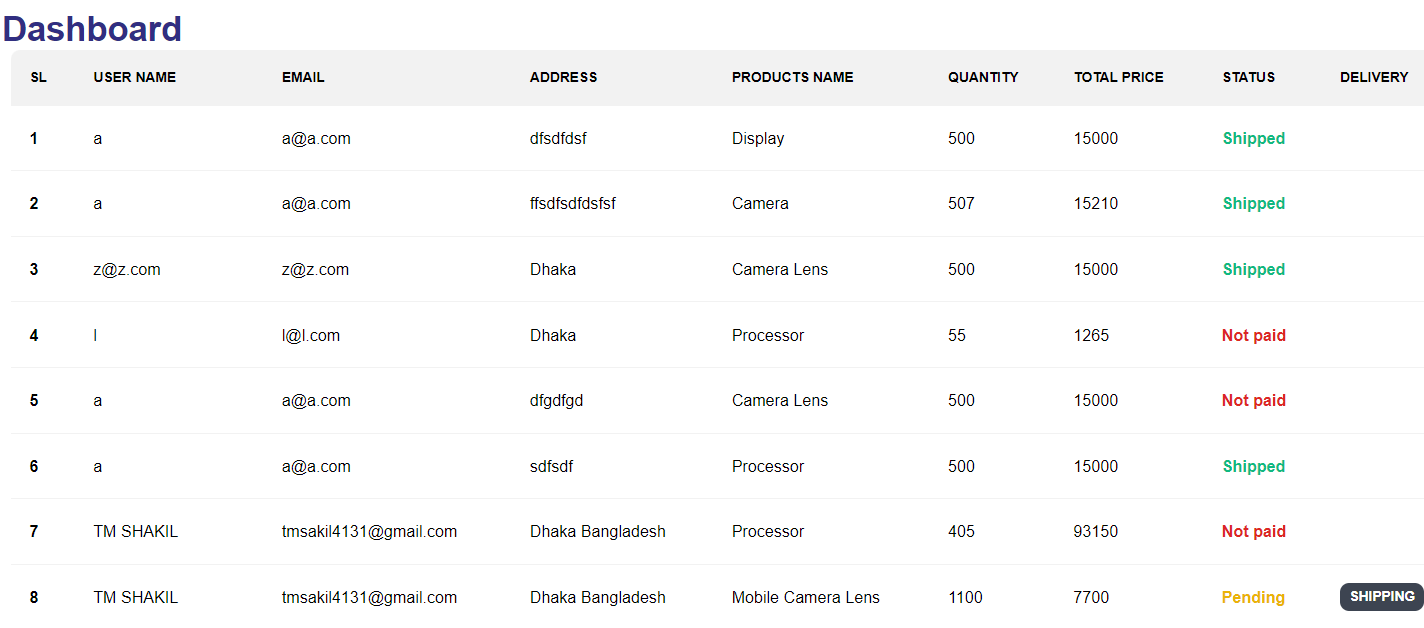 Dashboard
SL USER NAME EMAIL ADDRESS PRODUCTS NAME QUANTITY TOTAL PRICE STATUS DELIVERY
1 a a@a.com dfsdfdsf Display 500 15000 Shipped
2 a a@a.com ffsdfsdfdsfsf Camera 507 15210 Shipped
3 z@z.com z@z.com Dhaka Camera Lens 500 15000 Shipped
4 l l@l.com Dhaka Processor 55 1265 Not paid
5 a a@a.com dfgdfgd Camera Lens 500 15000 Not paid
6 a a@a.com sdfsdf Processor 500 15000 Shipped
7 TM SHAKIL tmsakil4131@gmail.com Dhaka Bangladesh Processor 405 93150 Not paid
8 TM SHAKIL tmsakil4131@gmail.com Dhaka Bangladesh Mobile Camera Lens 1100 7700 Pending SHIPPING